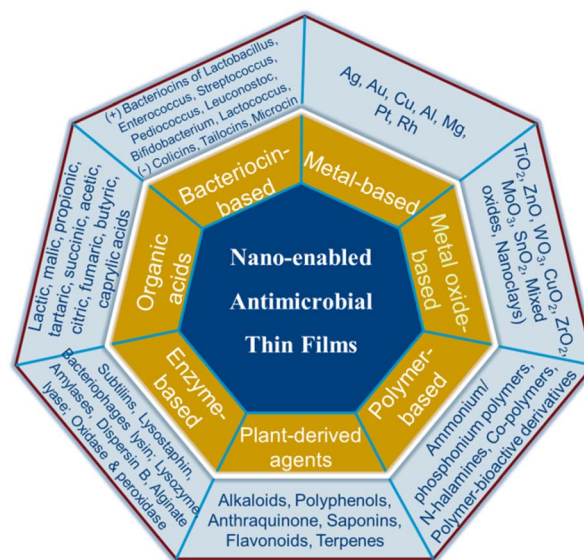 Nano-enabled
Antimicrobial
Thin Films
Bacteriocin-
based
(+) Bacteriocins of Lactobacillus,
Enterococcus, Streptococcus,
Pediococcus, Leuconostoc,
Bifidobacterium, Lactococcus,
(-) Colicins, Tailocins, Microcin
Metal-based
Ag, Au, Cu, Al, Mg,
Pt, Rh
Metal oxide-
based
TiO2, ZnO, WO3, CuO2, ZrO2,
MoO3, SnO2, Mixed
oxides, Nanoclays)
Polymer-
based
Ammonium/
phosphonium polymers,
N-halamines, Co-polymers,
Polymer-bioactive derivatives
Plant-derived
agents
Alkaloids, Polyphenols,
Anthraquinone, Saponins,
Flavonoids, Terpenes
Enzyme-
based
Subtilins, Lysostaphin,
Bacteriophages lysin; Lysozyme
Amylases, Dispersin B, Alginate
lyase; Oxidase & peroxidase
Organic
acids
Lactic, malic, propionic,
tartaric, succinic, acetic,
citric, fumaric, butyric,
caprylic acids